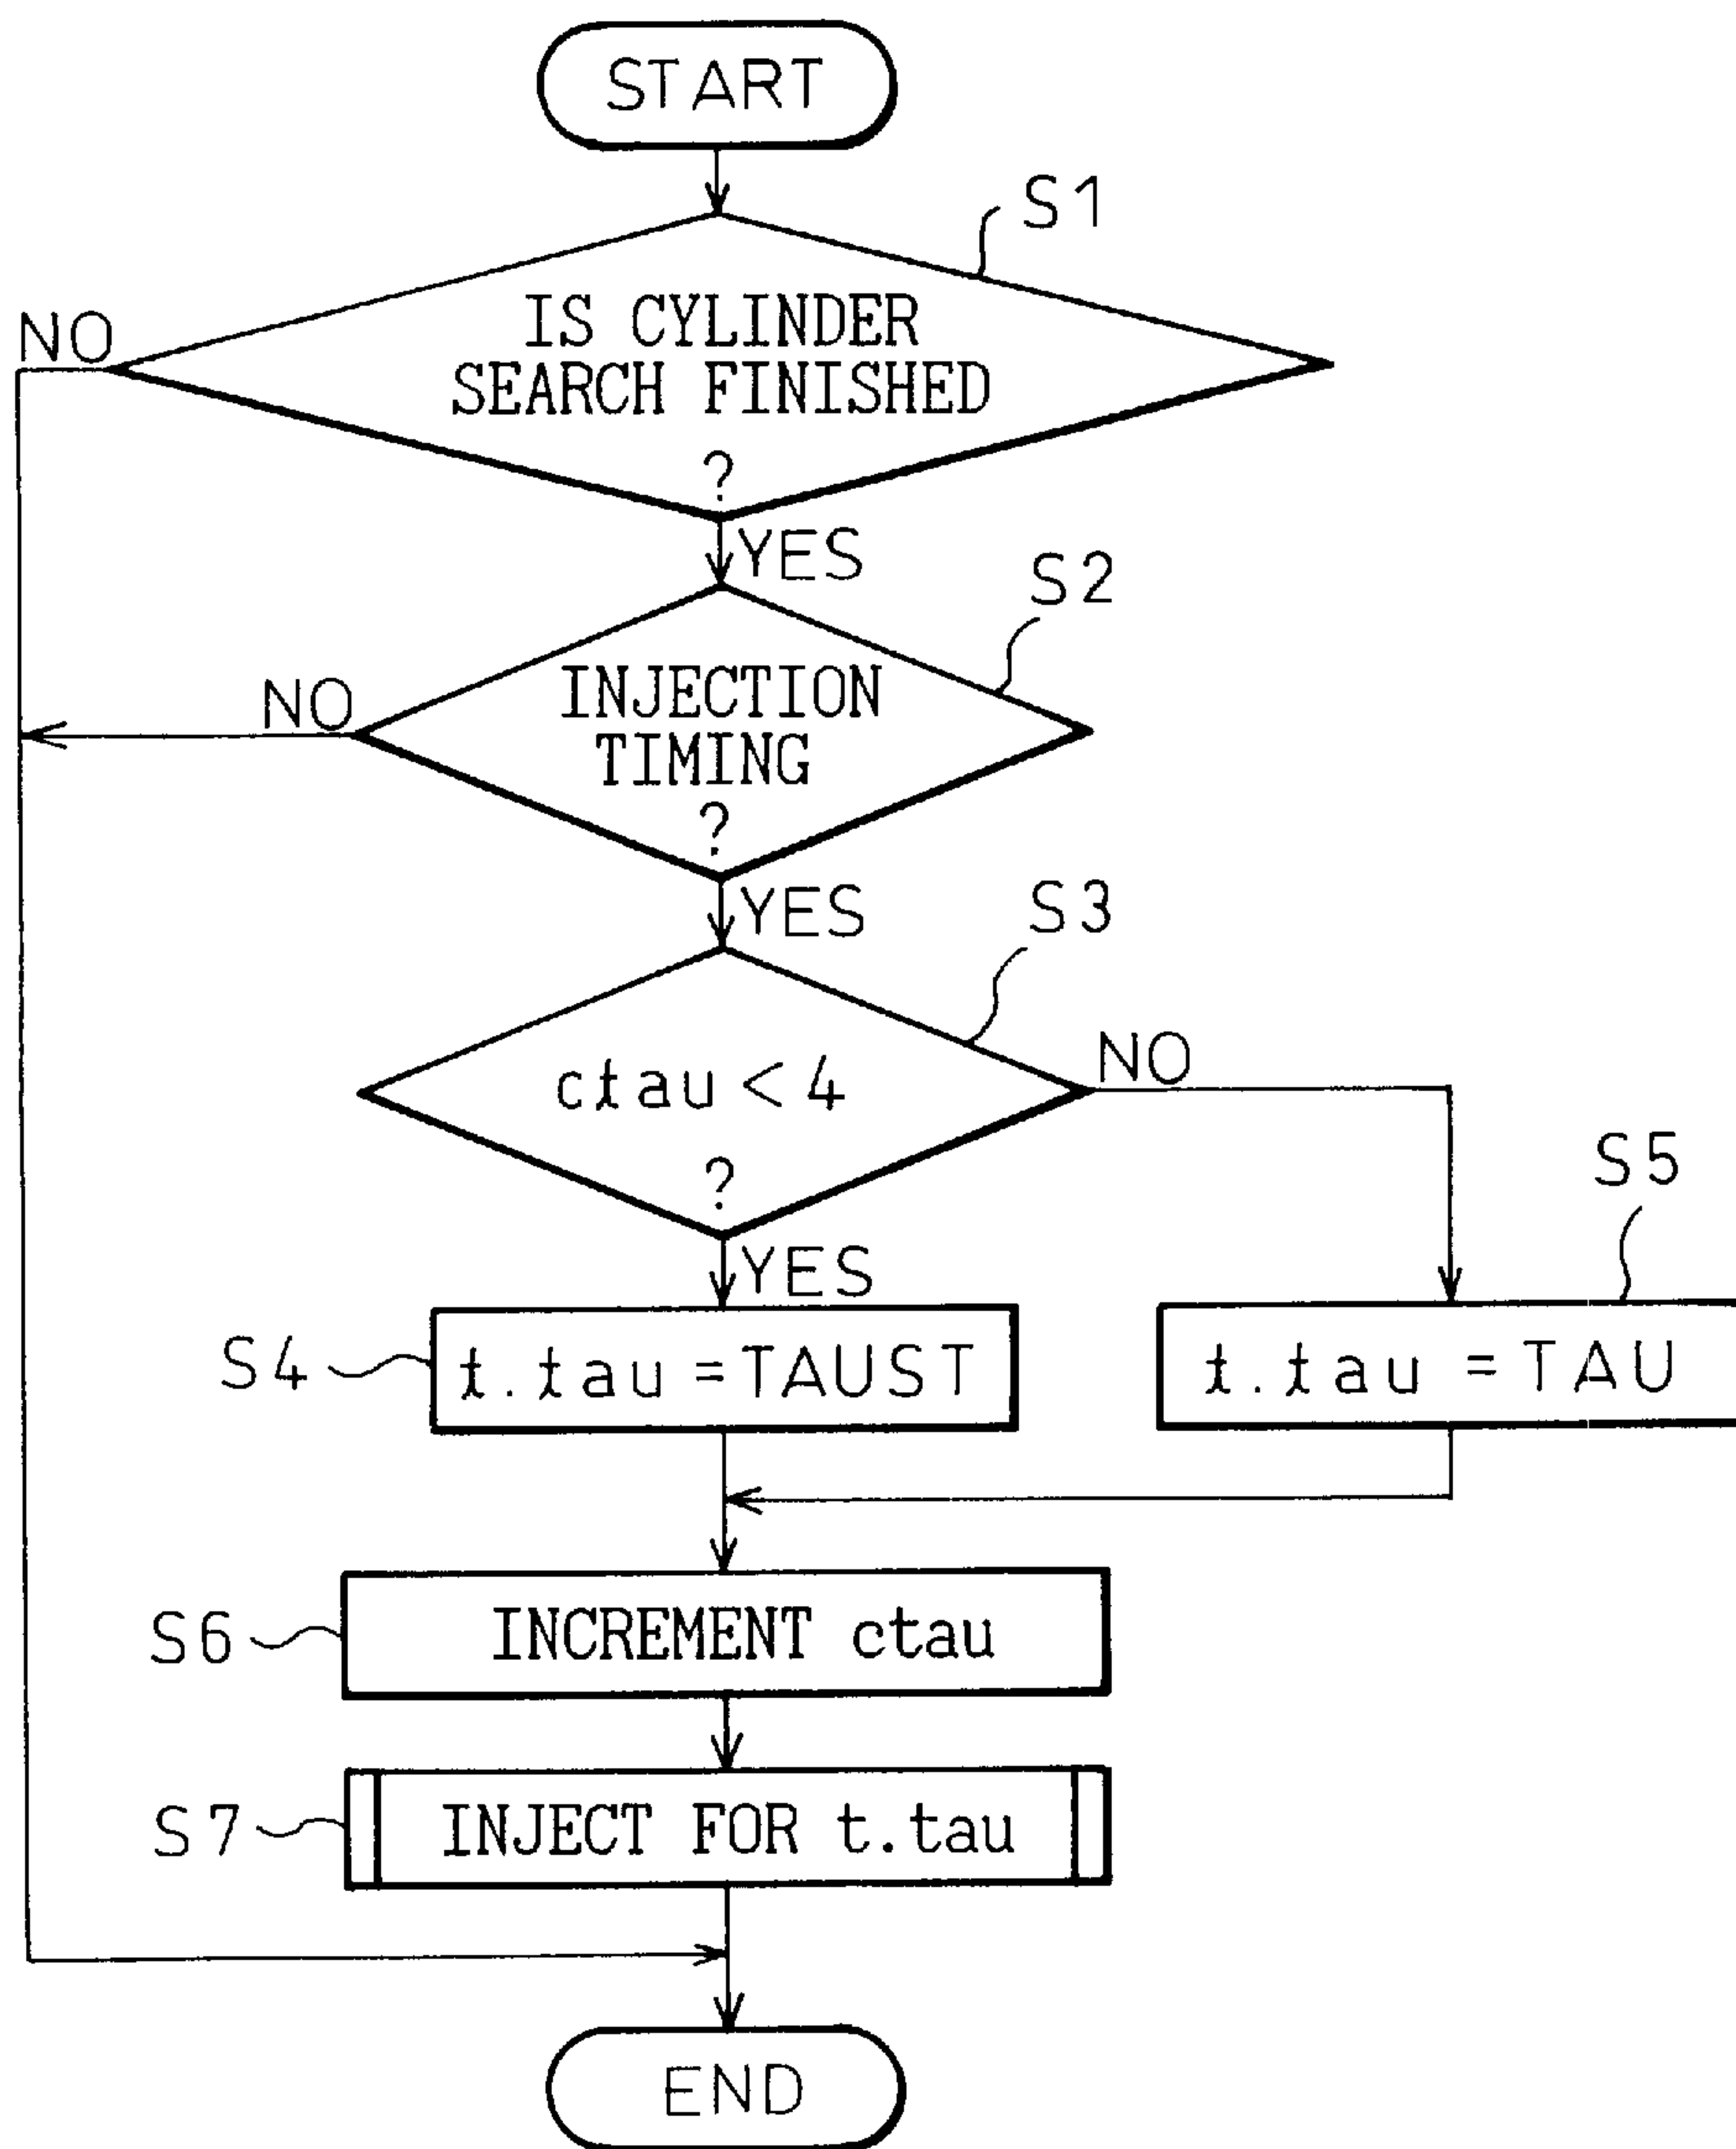 START
S1
IS CYLINDER
SEARCH FINISHED
?
NO
YES
S2
INJECTION
TIMING
?
NO
YES
S3
ctau < 4
?
NO
YES
S4
t.tau = TAUST
S5
t.tau = TAU
S6
INCREMENT ctau
S7
INJECT FOR t.tau
END